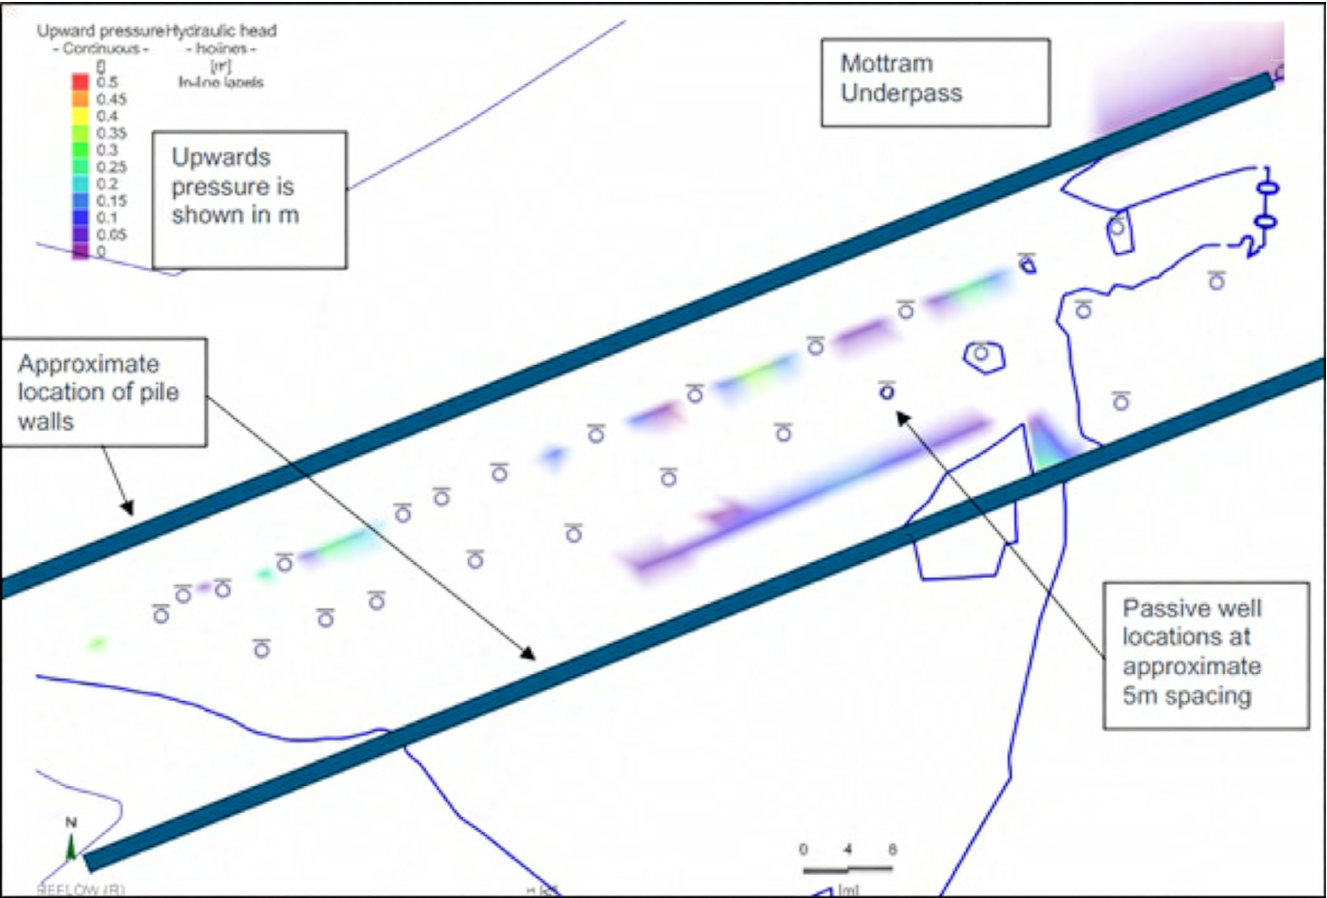 Upward pressure Hydraulic head
- Continuous -
0.5
0.45
0.4
0.35
0.3
0.25
0.2
0.15
0.1
0.05
0
Upwards
pressure is
shown in m
Mottram
Underpass
Approximate
location of pile
walls
Passive well
locations at
approximate
5m spacing
N
0 4 8
[m]